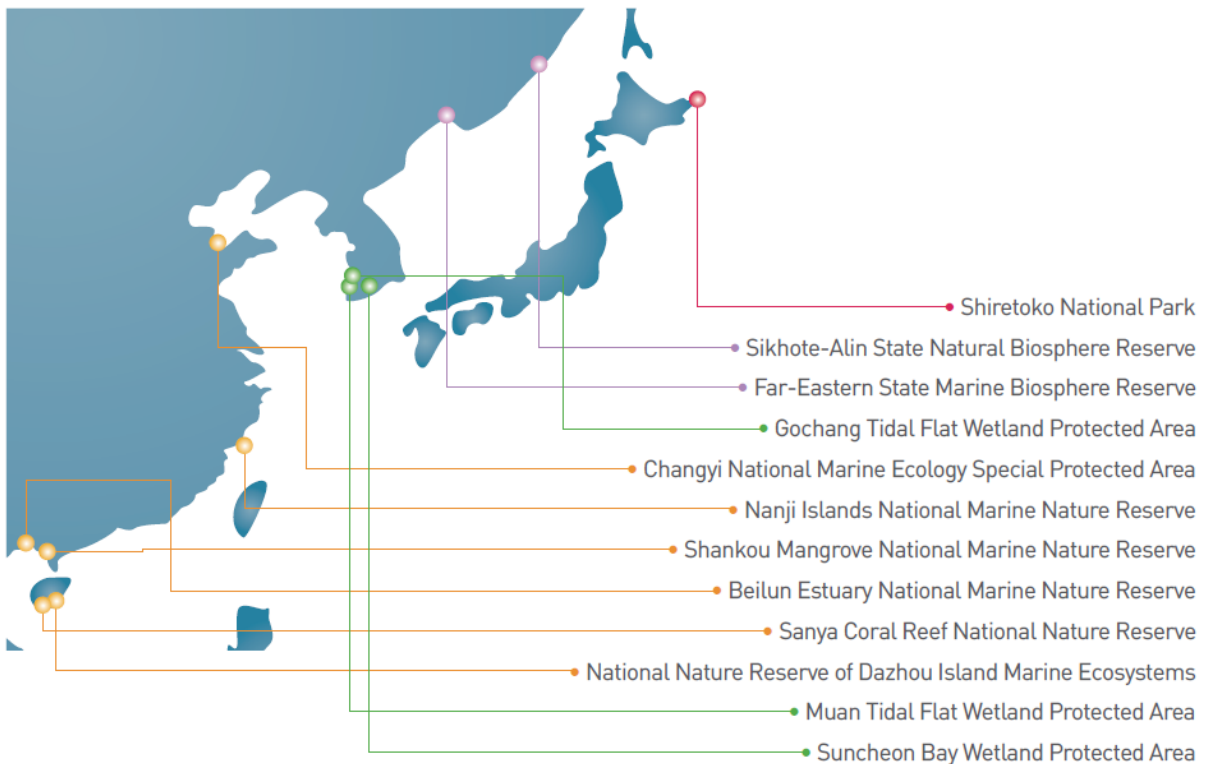 Shiretoko National Park
Sikhote-Alin State Natural Biosphere Reserve
Far-Eastern State Marine Biosphere Reserve
Gochang Tidal Flat Wetland Protected Area
Changyi National Marine Ecology Special Protected Area
Nanji Islands National Marine Nature Reserve
Shankou Mangrove National Marine Nature Reserve
Beilun Estuary National Marine Nature Reserve
Sanya Coral Reef National Nature Reserve
National Nature Reserve of Dazhou Island Marine Ecosystems
Muan Tidal Flat Wetland Protected Area
Suncheon Bay Wetland Protected Area